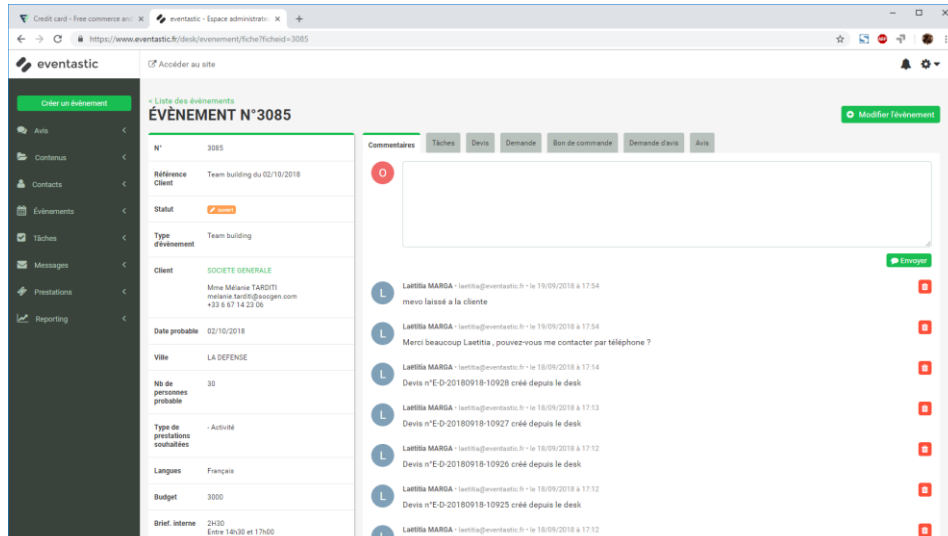 Credit card - Free commerce and
eventastic - Espace administrate
https://www.eventastic.fr/desk/evenement/fiche?ficheid=3085
eventastic
Accéder au site
Créer un évènement
Avis
Contenus
Contacts
Évènements
Tâches
Messages
Prestations
Reporting
< Liste des évènements
ÉVÈNEMENT N°3085
Modifier l'évènement
N° 3085
Référence Client Team building du 02/10/2018
Statut ouvert
Type d'évènement Team building
Client SOCIETE GENERALE
Mme Mélanie TARDITI
melanie.tarditi@socgen.com
+33 6 67 14 23 06
Date probable 02/10/2018
Ville LA DEFENSE
Nb de personnes probable 30
Type de prestations souhaitées - Activité
Langues Français
Budget 3000
Brief. interne 2H30
Entre 14h30 et 17h00
Commentaires Tâches Devis Demande Bon de commande Demande d'avis Avis
O
Envoyer
L
Laëtitia MARGA - laetitia@eventastic.fr - le 19/09/2018 à 17:54
mevo laissé a la cliente
L
Laëtitia MARGA - laetitia@eventastic.fr - le 19/09/2018 à 17:54
Merci beaucoup Laetitia , pouvez-vous me contacter par téléphone ?
L
Laëtitia MARGA - laetitia@eventastic.fr - le 18/09/2018 à 17:14
Devis n°E-D-20180918-10928 créé depuis le desk
L
Laëtitia MARGA - laetitia@eventastic.fr - le 18/09/2018 à 17:13
Devis n°E-D-20180918-10927 créé depuis le desk
L
Laëtitia MARGA - laetitia@eventastic.fr - le 18/09/2018 à 17:12
Devis n°E-D-20180918-10926 créé depuis le desk
L
Laëtitia MARGA - laetitia@eventastic.fr - le 18/09/2018 à 17:12
Devis n°E-D-20180918-10925 créé depuis le desk
L
Laëtitia MARGA - laetitia@eventastic.fr - le 18/09/2018 à 17:12